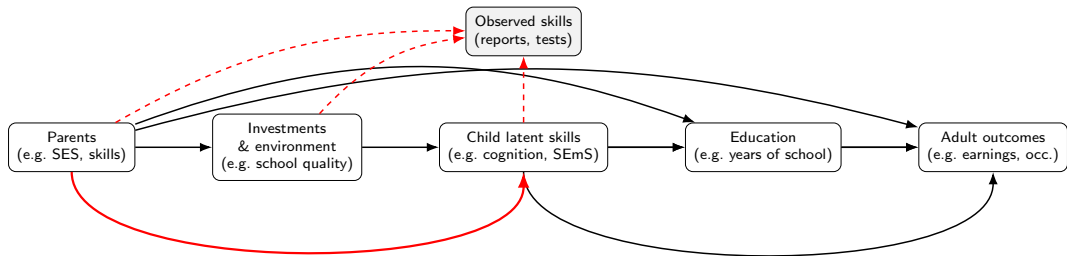 Observed skills
(reports, tests)
Parents
(e.g. SES, skills)
Investments
& environment
(e.g. school quality)
Child latent skills
(e.g. cognition, SEmS)
Education
(e.g. years of school)
Adult outcomes
(e.g. earnings, occ.)